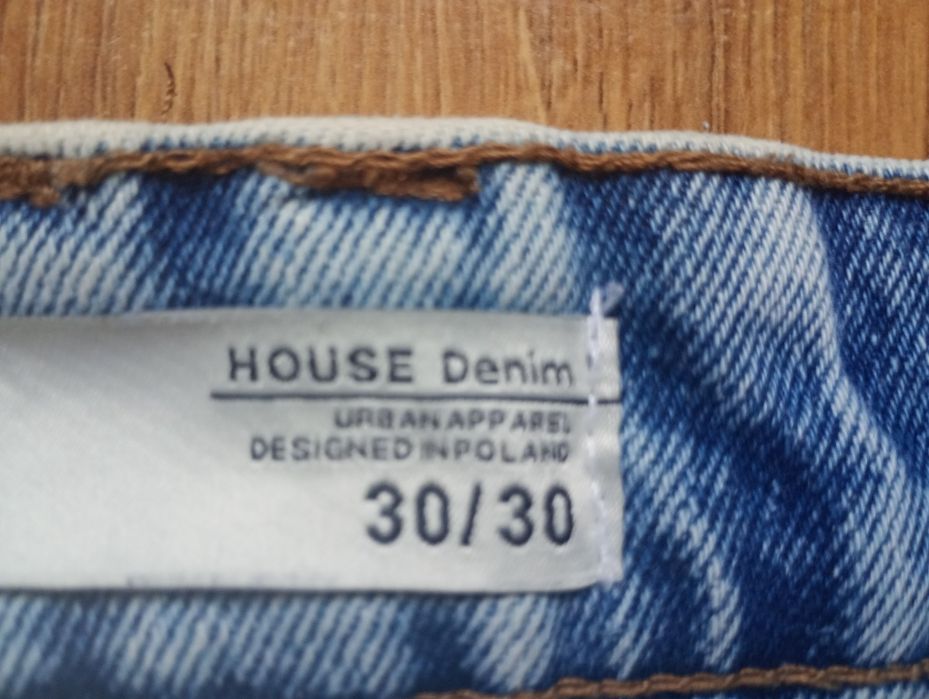 HOUSE Denim
URBAN APPAREL
DESIGNED IN POLAND
30/30